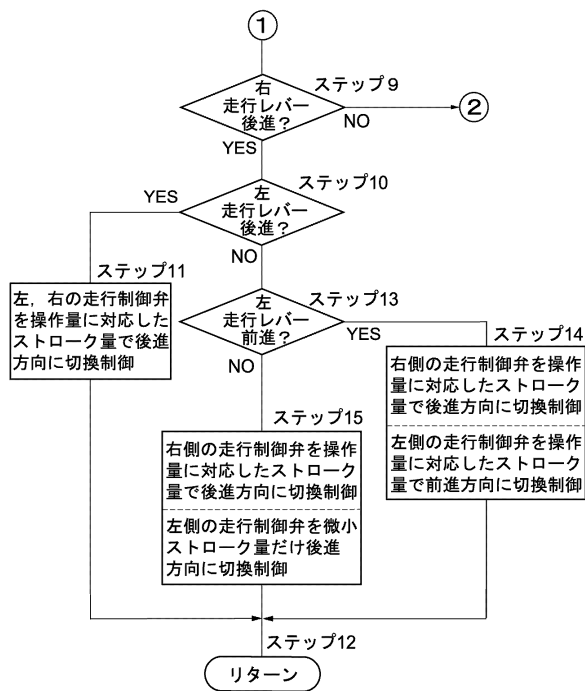 ①
ステップ9
右
走行レバー
後進？
NO
②
YES
ステップ10
左
走行レバー
後進？
YES
NO
ステップ11
左，右の走行制御弁
を操作量に対応した
ストローク量で後進
方向に切換制御
ステップ13
左
走行レバー
前進？
YES
NO
ステップ14
右側の走行制御弁を操作
量に対応したストローク
量で後進方向に切換制御
左側の走行制御弁を操作
量に対応したストローク
量で前進方向に切換制御
ステップ15
右側の走行制御弁を操作
量に対応したストローク
量で後進方向に切換制御
左側の走行制御弁を微小
ストローク量だけ後進
方向に切換制御
ステップ12
リターン